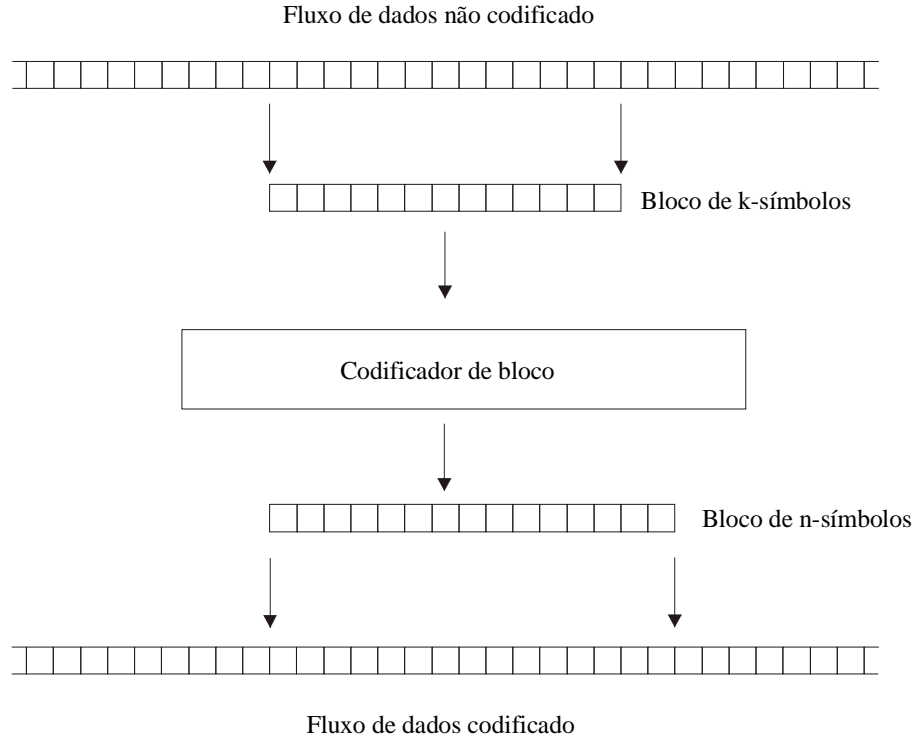 Fluxo de dados não codificado
Bloco de k-símbolos
Codificador de bloco
Bloco de n-símbolos
Fluxo de dados codificado